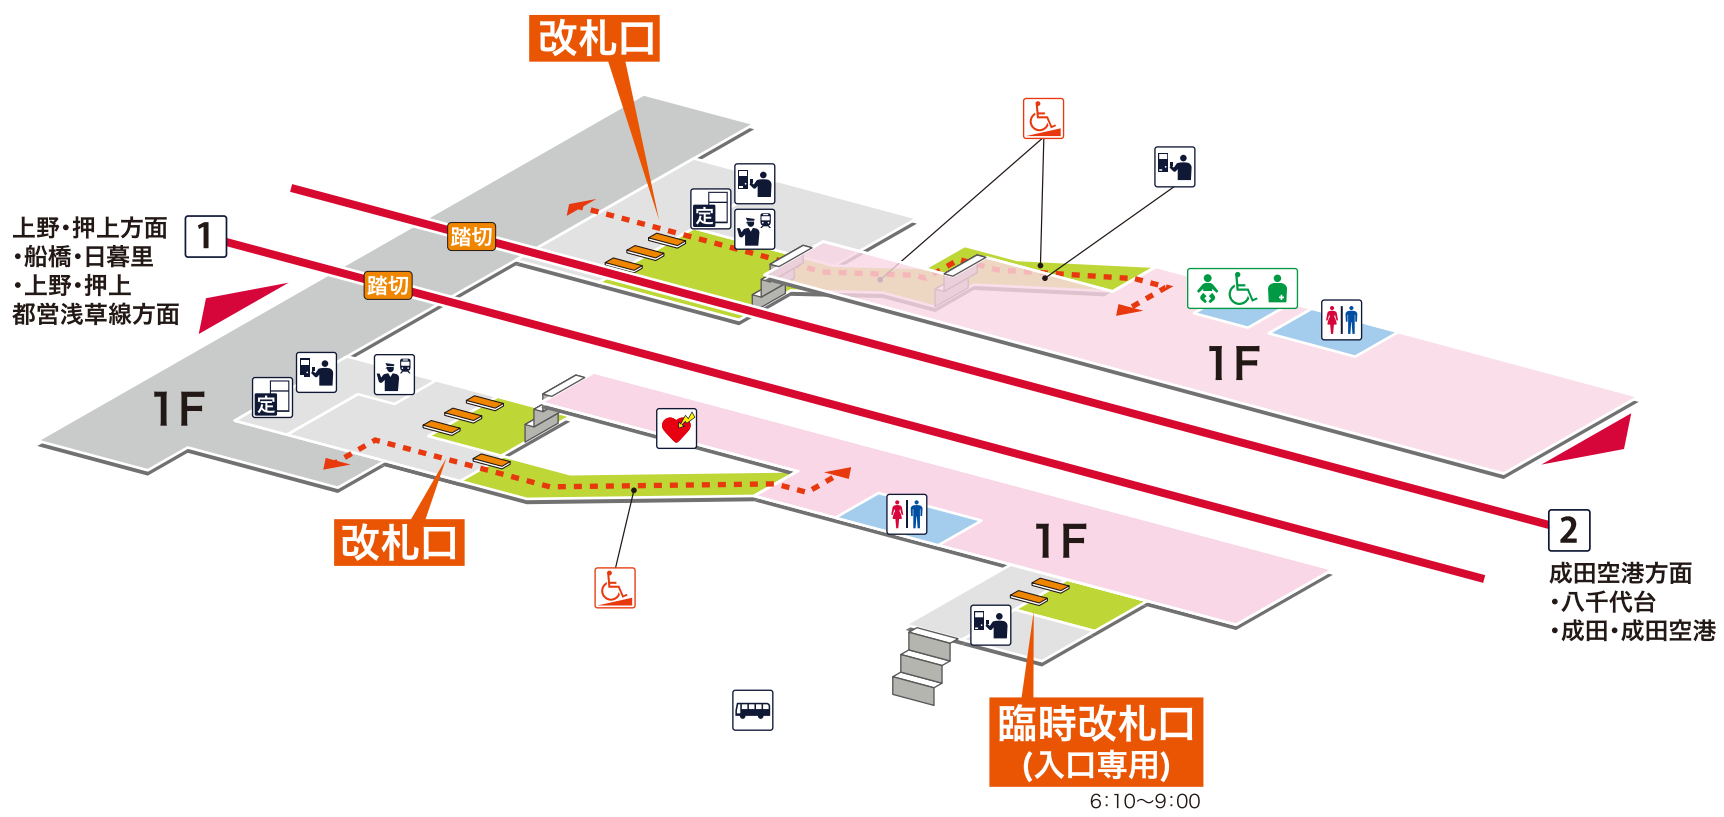 改札口
上野・押上方面
・船橋・日暮里
・上野・押上
都営浅草線方面
1
踏切
踏切
定
1F
定
1F
改札口
1F
2
成田空港方面
・八千代台
・成田・成田空港
臨時改札口
(入口専用)
6:10〜9:00